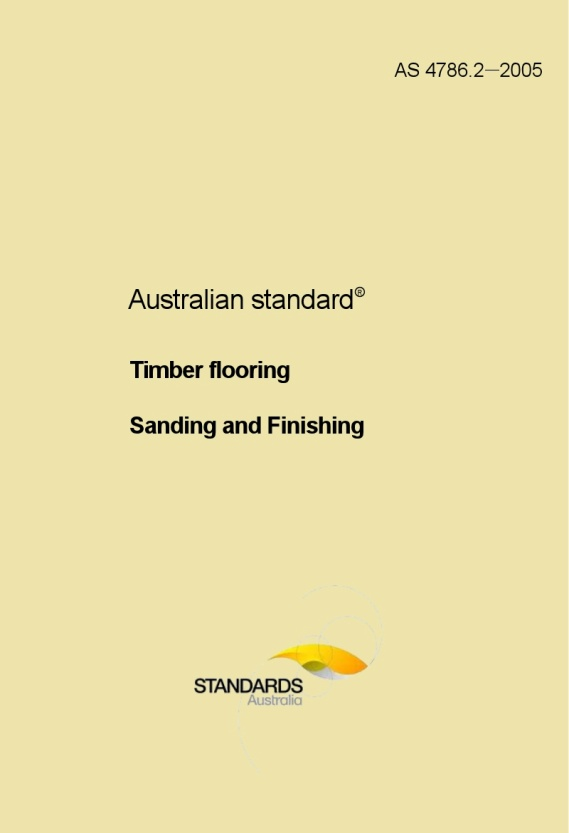 AS 4786.2—2005
Australian standard®
Timber flooring
Sanding and Finishing
STANDARDS
Australia